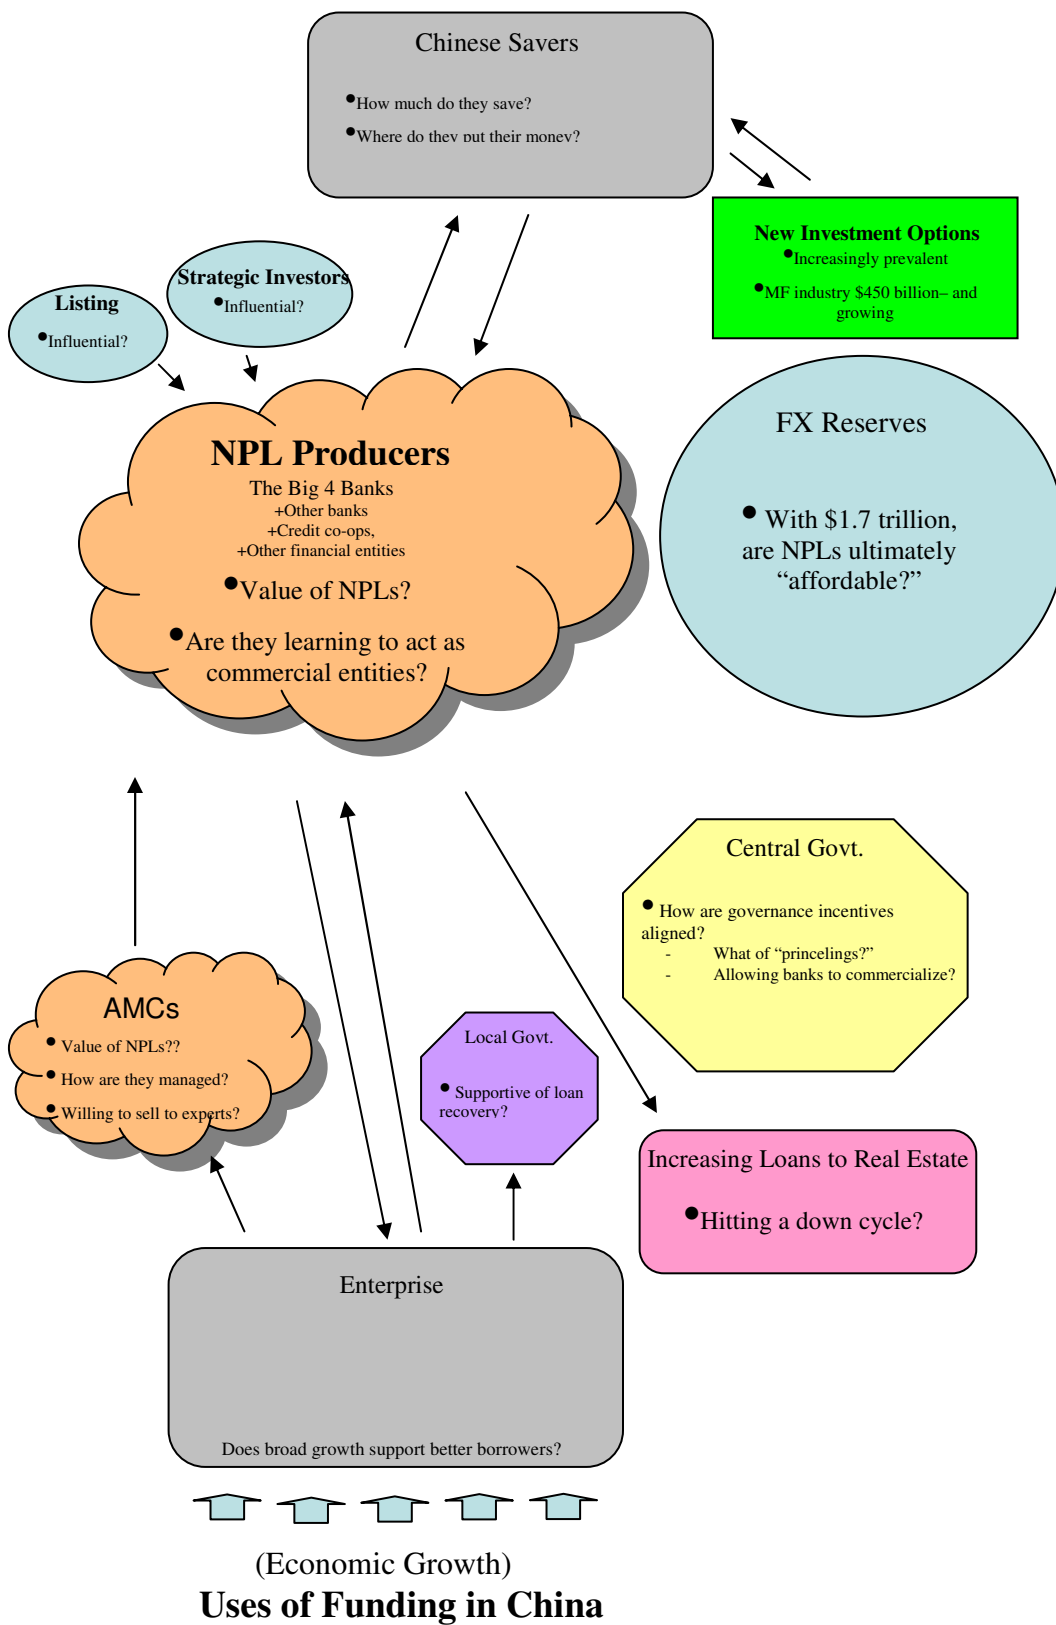 Chinese Savers
•How much do they save?
•Where do they put their money?
New Investment Options
•Increasingly prevalent
•MF industry $450 billion– and
growing
Strategic Investors
•Influential?
Listing
•Influential?
FX Reserves
• With $1.7 trillion,
are NPLs ultimately
“affordable?”
NPL Producers
The Big 4 Banks
+Other banks
+Credit co-ops,
+Other financial entities
•Value of NPLs?
•Are they learning to act as
commercial entities?
Central Govt.
• How are governance incentives
aligned?
- What of “princelings?”
- Allowing banks to commercialize?
AMCs
• Value of NPLs??
• How are they managed?
• Willing to sell to experts?
Local Govt.
• Supportive of loan
recovery?
Increasing Loans to Real Estate
•Hitting a down cycle?
Enterprise
Does broad growth support better borrowers?
(Economic Growth)
Uses of Funding in China